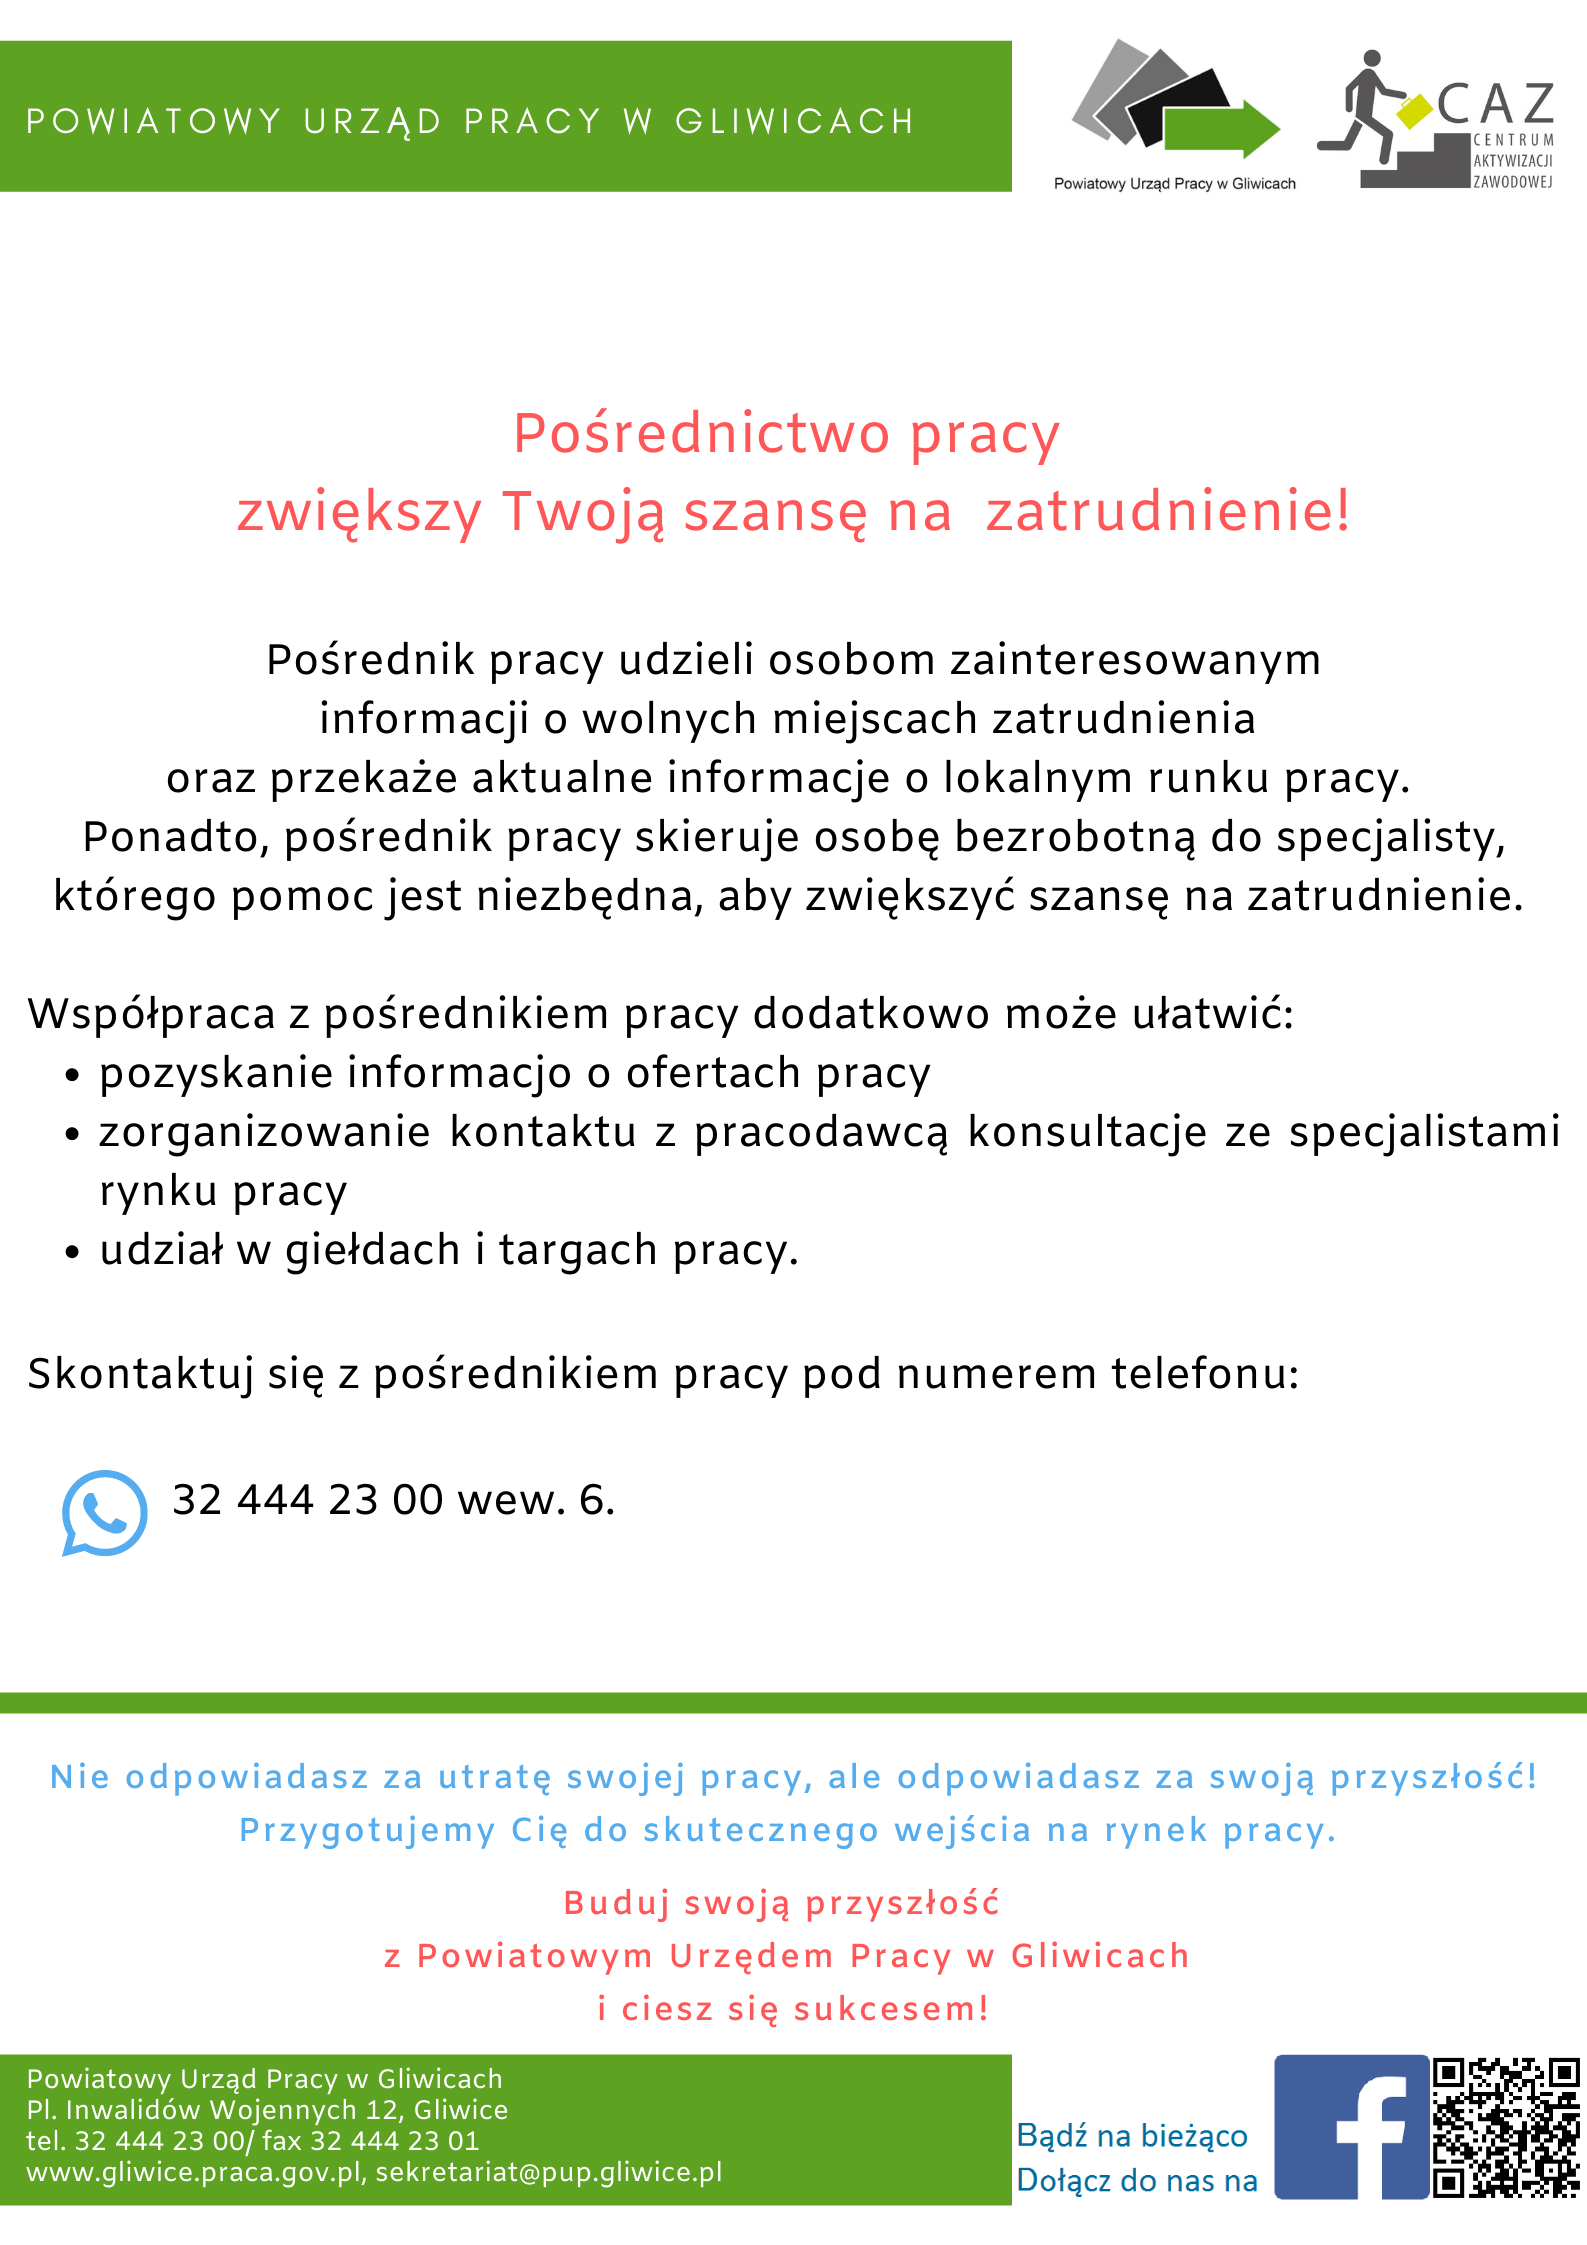 POWIATOWY URZĄD PRACY W GLIWICACH
Powiatowy Urząd Pracy w Gliwicach
CAZ
CENTRUM
AKTYWIZACJI
ZAWODOWEJ
Pośrednictwo pracy
zwiększy Twoją szansę na zatrudnienie!
Pośrednik pracy udzieli osobom zainteresowanym
informacji o wolnych miejscach zatrudnienia
oraz przekaże aktualne informacje o lokalnym runku pracy.
Ponadto, pośrednik pracy skieruje osobę bezrobotną do specjalisty,
którego pomoc jest niezbędna, aby zwiększyć szansę na zatrudnienie.
Współpraca z pośrednikiem pracy dodatkowo może ułatwić:
• pozyskanie informacjo o ofertach pracy
• zorganizowanie kontaktu z pracodawcą konsultacje ze specjalistami
rynku pracy
• udział w giełdach i targach pracy.
Skontaktuj się z pośrednikiem pracy pod numerem telefonu:
32 444 23 00 wew. 6.
Nie odpowiadasz za utratę swojej pracy, ale odpowiadasz za swoją przyszłość!
Przygotujemy Cię do skutecznego wejścia na rynek pracy.
Buduj swoją przyszłość
z Powiatowym Urzędem Pracy w Gliwicach
i ciesz się sukcesem!
Powiatowy Urząd Pracy w Gliwicach
Pl. Inwalidów Wojennych 12, Gliwice
tel. 32 444 23 00/ fax 32 444 23 01
www.gliwice.praca.gov.pl, sekretariat@pup.gliwice.pl
Bądź na bieżąco
Dołącz do nas na